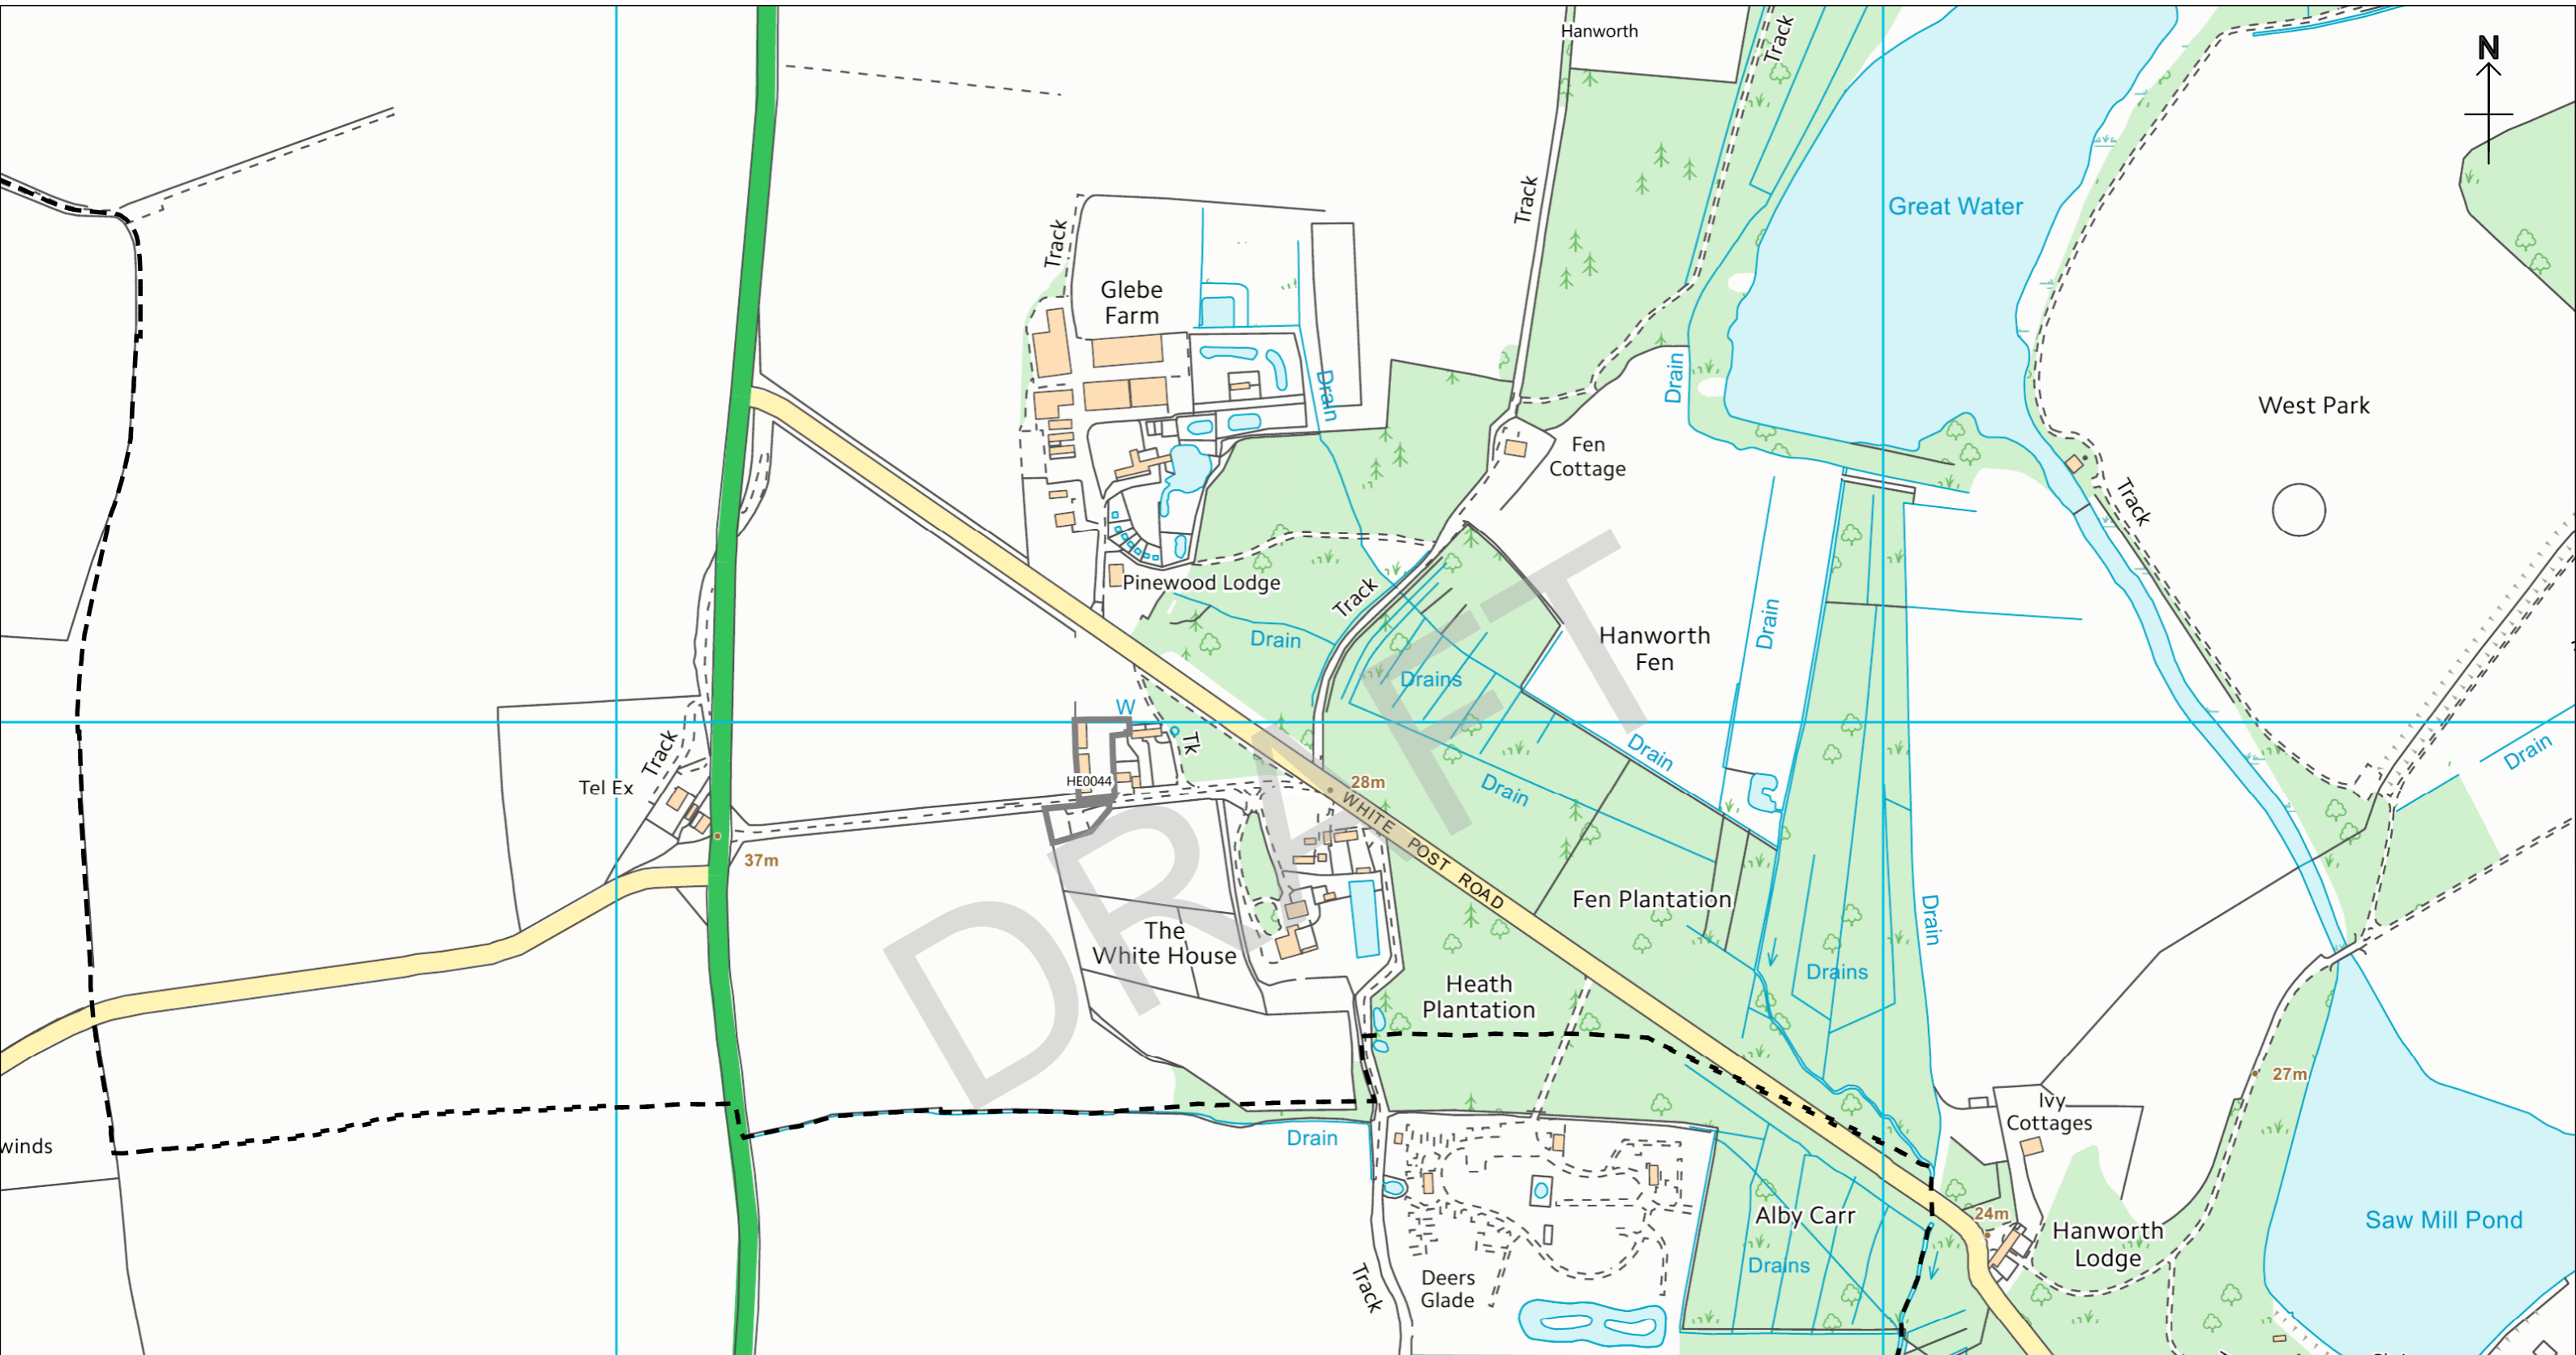 Hanworth
Track
N
Great Water
Track
Track
Glebe
Farm
Drain
Drain
West Park
Fen
Cottage
Track
Pinewood Lodge
Track
Drain
Drain
Hanworth
Fen
Drains
W
Tk
Track
Tel Ex
HE0044
28m
Drain
Drain
Drain
WHITE POST ROAD
37m
DRAFT
Fen Plantation
Drain
The
White House
Drains
Heath
Plantation
27m
Ivy
Cottages
winds
Drain
Alby Carr
24m
Hanworth
Lodge
Saw Mill Pond
Drains
Track
Deers
Glade